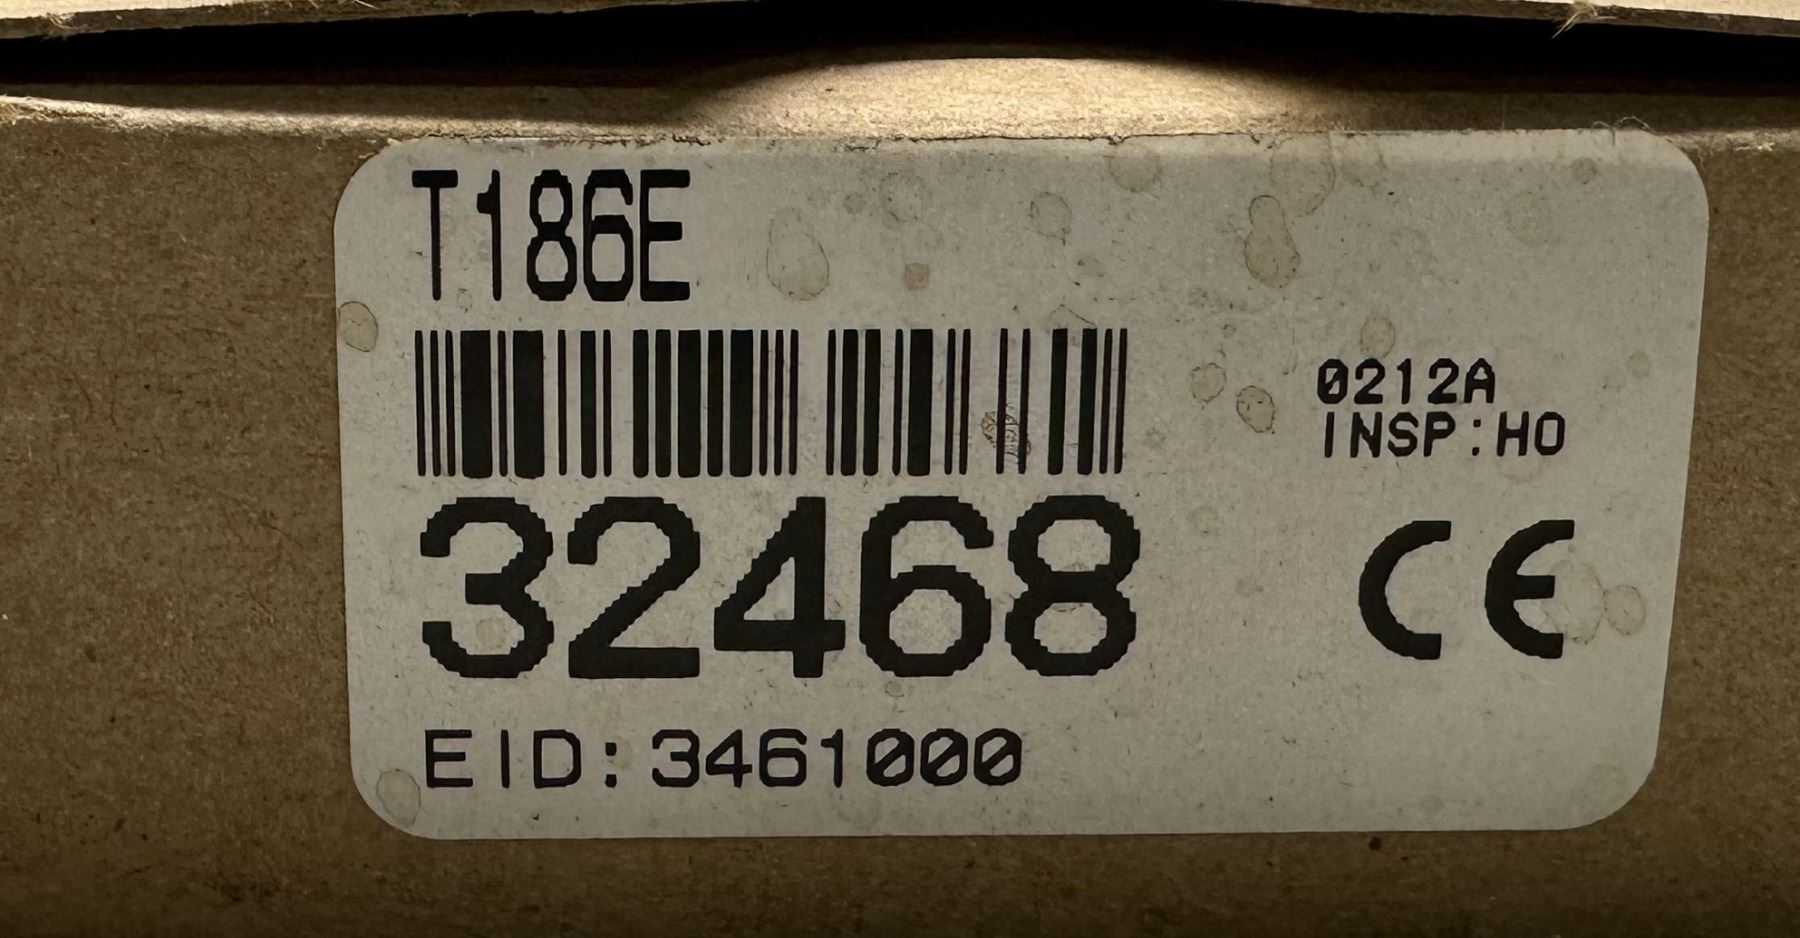 T186E
0212A
INSP:HO
32468
CE
EID:3461000